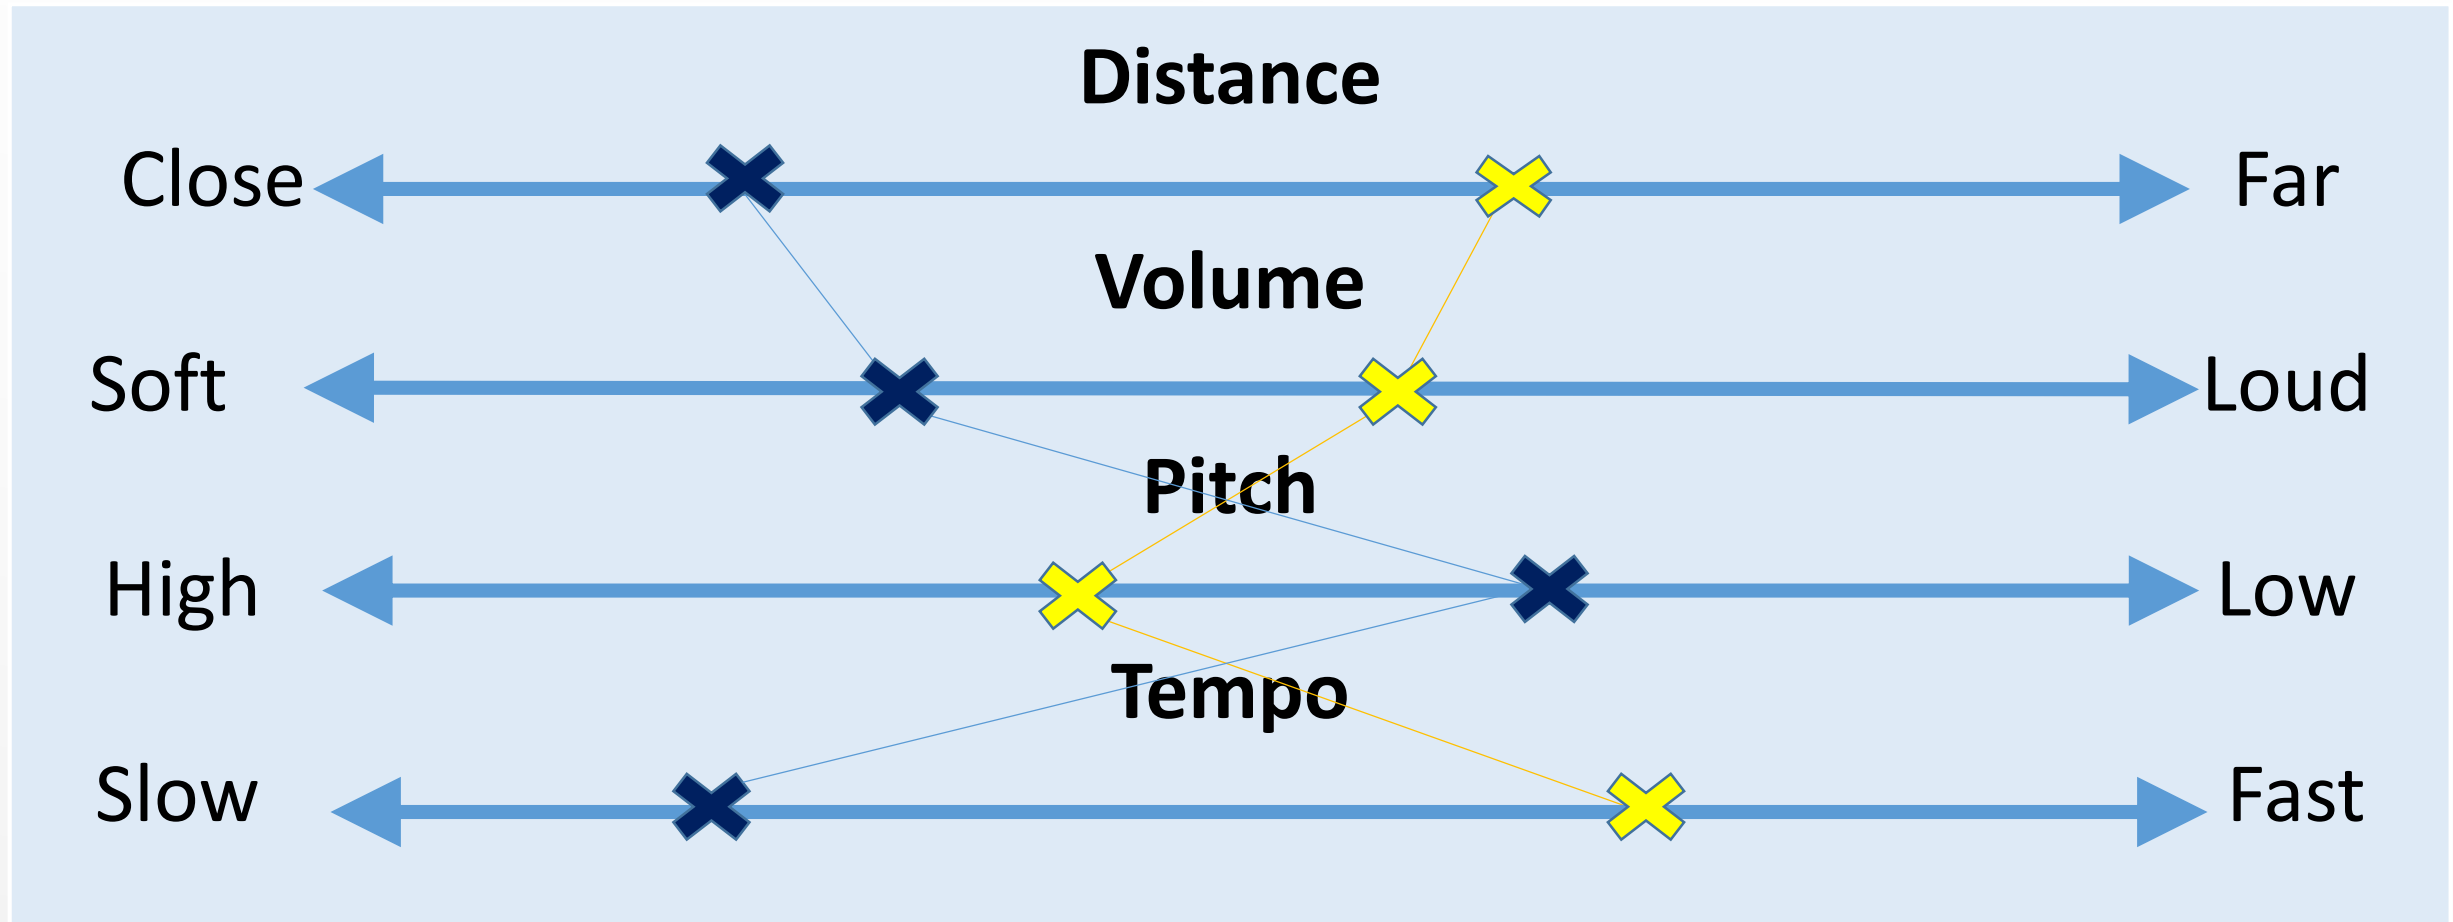 Distance
Close Far
Volume
Soft Loud
Pitch
High Low
Tempo
Slow Fast